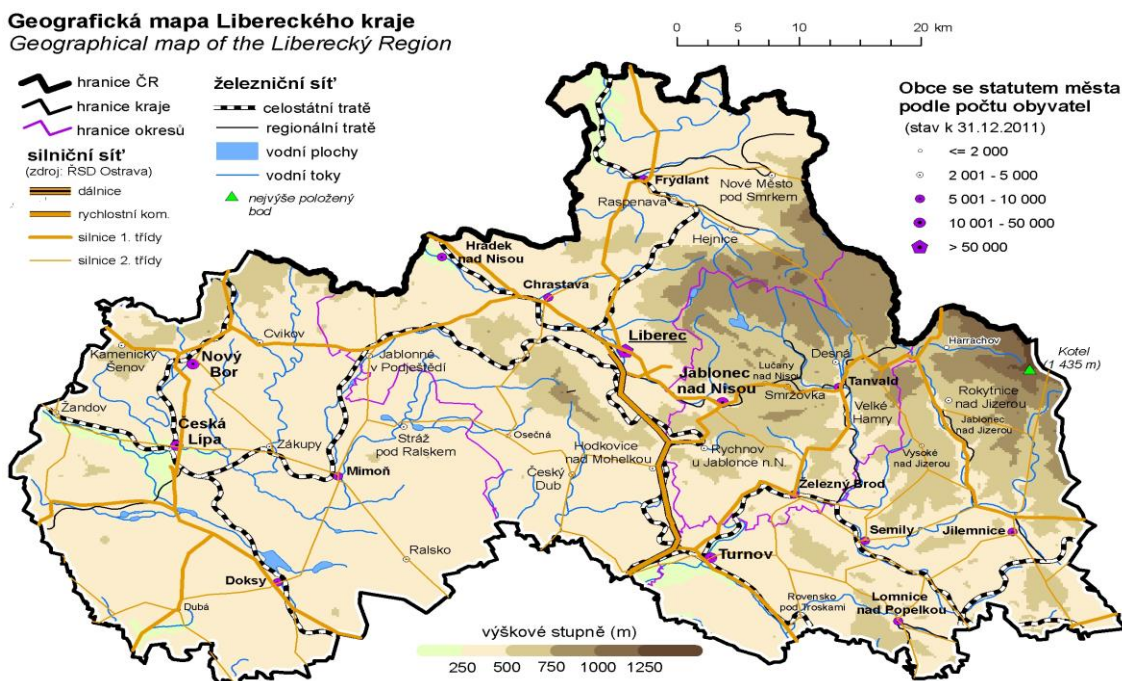 Geografická mapa Libereckého kraje
Geographical map of the Liberecký Region
0 5 10 20 km
hranice ČR
hranice kraje
hranice okresů
silniční síť
(zdroj: ŘSD Ostrava)
dálnice
rychlostní kom.
silnice 1. třídy
silnice 2. třídy
železniční síť
celostátní tratě
regionální tratě
vodní plochy
vodní toky
nejvýše položený
bod
Obce se statutem města
podle počtu obyvatel
(stav k 31.12.2011)
<= 2 000
2 001 - 5 000
5 001 - 10 000
10 001 - 50 000
> 50 000
Frýdlant
Nové Město
pod Smrkem
Raspenava
Hejnice
Hrádek
nad Nisou
Chrastava
Liberec
Cvikov
Kamenický
Šenov
Nový
Bor
Jablonné
v Podještědí
Jablonec
nad Nisou
Lučany
nad Nisou
Smržovka
Desná
Tanvald
Velké
Hamry
Harrachov
Kotel
(1 435 m)
Rokytnice
nad Jizerou
Jablonec
nad Jizerou
Vysoké
nad Jizerou
Žandov
Česká
Lípa
Zákupy
Mimoň
Stráž
pod Ralskem
Osečná
Český
Dub
Hodkovice
nad Mohelkou
Rychnov
u Jablonce n.N.
Železný Brod
Semily
Jilemnice
Turnov
Ralsko
Doksy
Dubá
Rovensko
pod Troskami
Lomnice
nad Popelkou
výškové stupně (m)
250 500 750 1000 1250